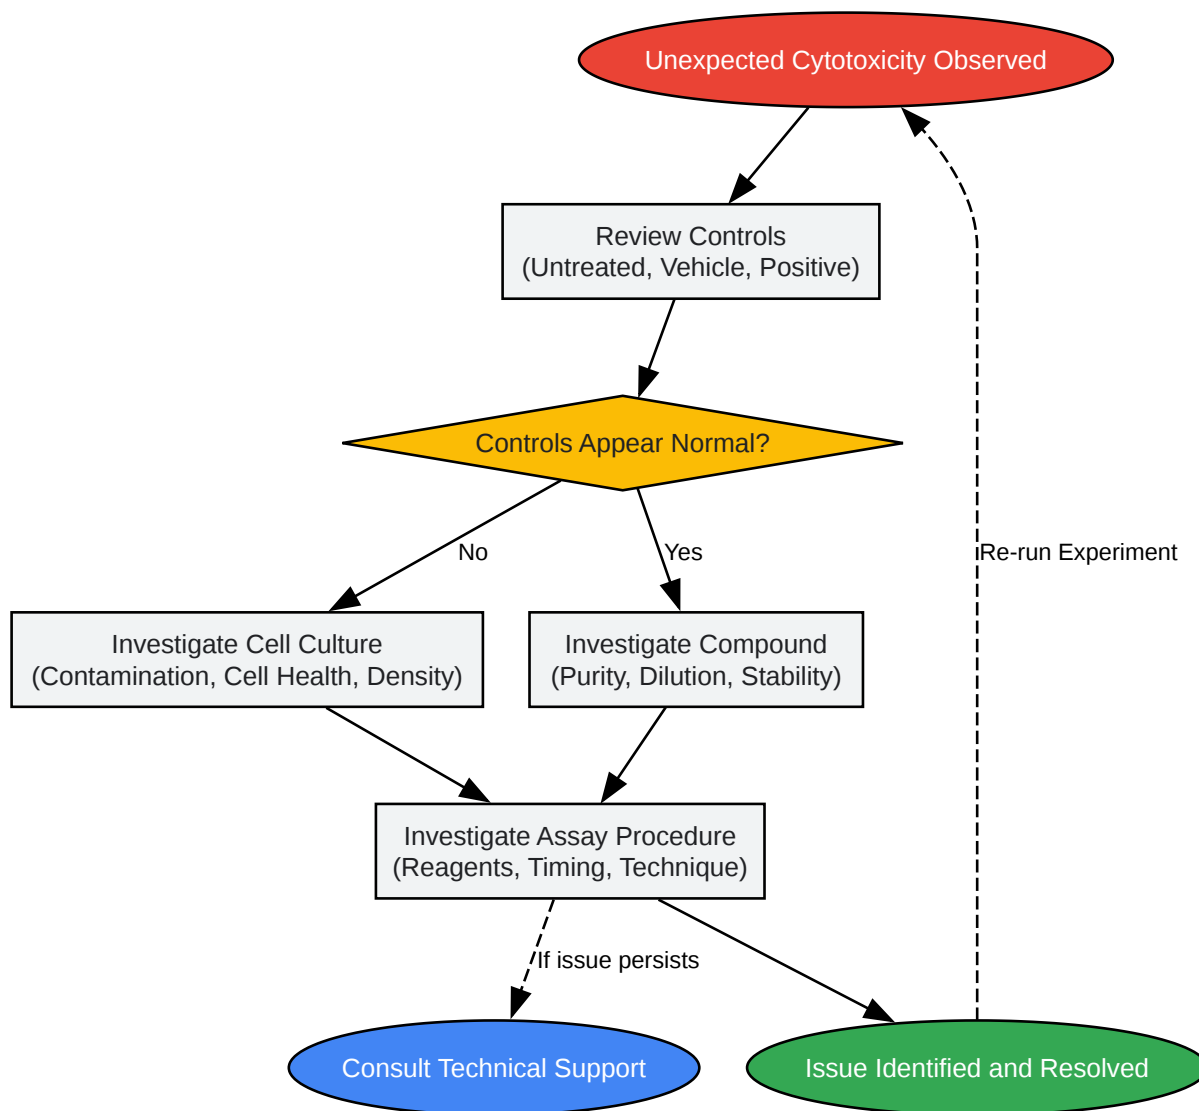 Unexpected Cytotoxicity Observed
Review Controls
(Untreated, Vehicle, Positive)
Controls Appear Normal?
No
Yes
Re-run Experiment
Investigate Cell Culture
(Contamination, Cell Health, Density)
Investigate Compound
(Purity, Dilution, Stability)
Investigate Assay Procedure
(Reagents, Timing, Technique)
If issue persists
Consult Technical Support
Issue Identified and Resolved